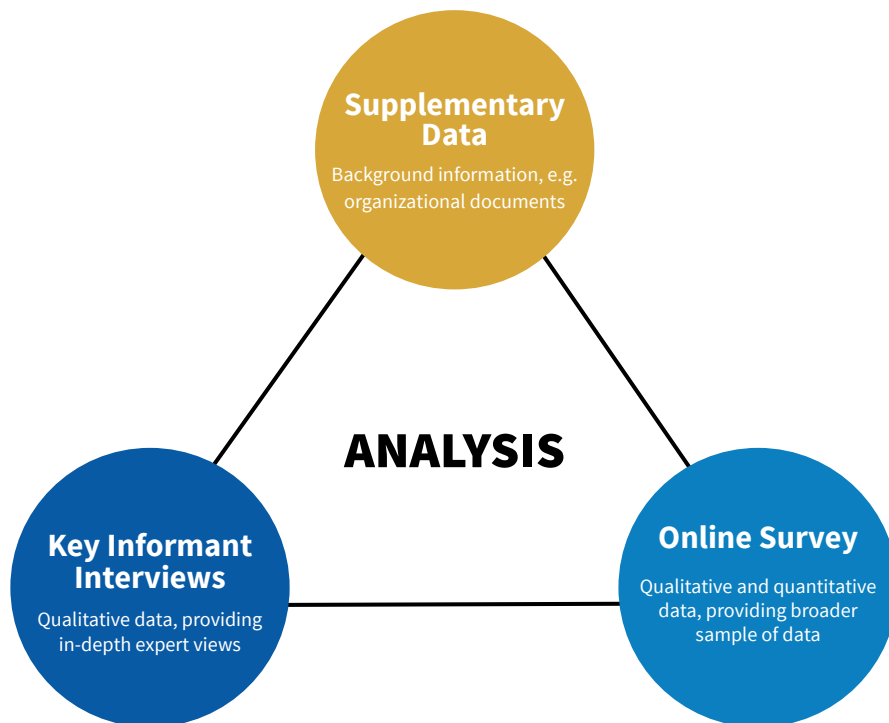 Supplementary
Data
Background information, e.g.
organizational documents
ANALYSIS
Key Informant
Interviews
Qualitative data, providing
in-depth expert views
Online Survey
Qualitative and quantitative
data, providing broader
sample of data